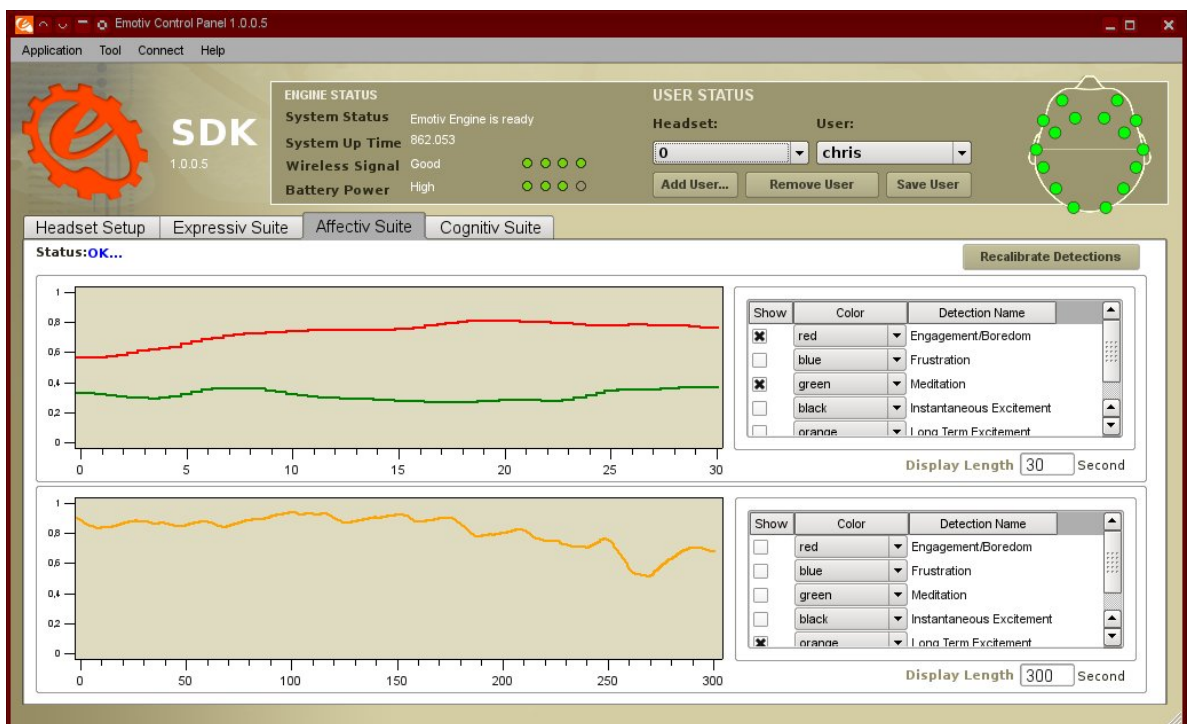 Emotiv Control Panel 1.0.0.5
Application Tool Connect Help
SDK
1.0.0.5
ENGINE STATUS
System Status Emotiv Engine is ready
System Up Time 862.053
Wireless Signal Good
Battery Power High
USER STATUS
Headset: User:
0 chris
Add User... Remove User Save User
Headset Setup Expressiv Suite Affectiv Suite Cognitiv Suite
Status:OK...
Recalibrate Detections
1
0,8
0,6
0,4
0,2
0
0 5 10 15 20 25 30
Show Color Detection Name
red Engagement/Boredom
blue Frustration
green Meditation
black Instantaneous Excitement
orange Long Term Excitement
Display Length 30 Second
1
0,8
0,6
0,4
0,2
0
0 50 100 150 200 250 300
Show Color Detection Name
red Engagement/Boredom
blue Frustration
green Meditation
black Instantaneous Excitement
orange Long Term Excitement
Display Length 300 Second